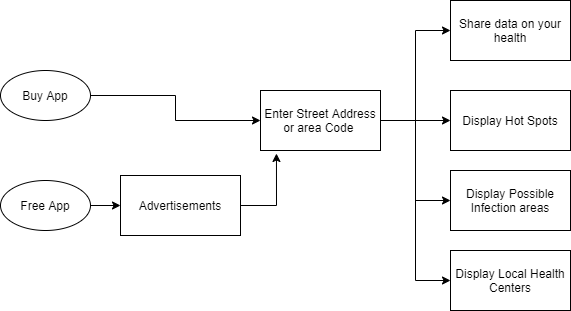 Share data on your
health
Buy App
Enter Street Address
or area Code
Display Hot Spots
Free App
Advertisements
Display Possible
Infection areas
Display Local Health
Centers